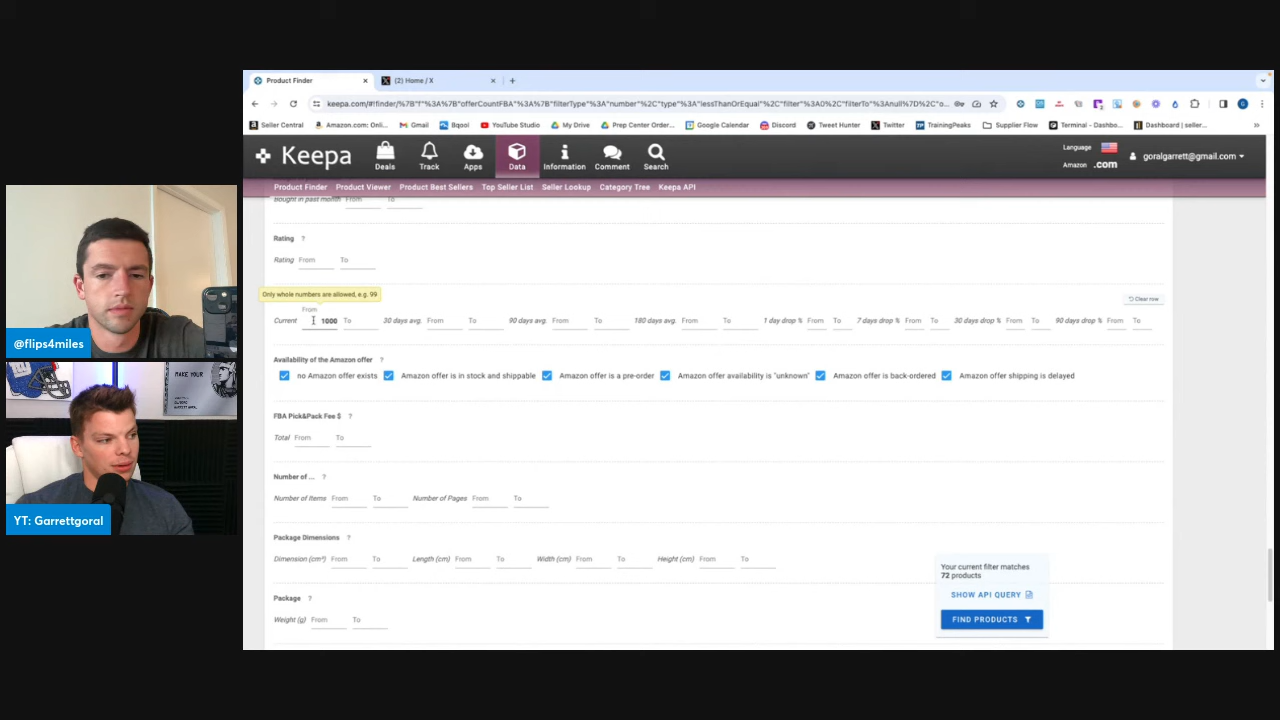 Product Finder
(2) Home / X
keepa.com/#!finder/%7B"f"%3A%7B"offerCountFBA"%3A%7B"filterType"%3A"number"%2C"type"%3A"lessThanOrEqual"%2C"filter"%3A0%2C"filterTo"%3Anull%7D%2C"o...
Seller Central
Amazon.com: Onli...
Gmail
Bqool
YouTube Studio
My Drive
Prep Center Order...
Google Calendar
Discord
Tweet Hunter
Twitter
TrainingPeaks
Supplier Flow
Terminal - Dashbo...
Dashboard | seller...
Keepa
Deals
Track
Apps
Data
Information
Comment
Search
Language
Amazon .com
goralgarrett@gmail.com
Product Finder Product Viewer Product Best Sellers Top Seller List Seller Lookup Category Tree Keepa API
Bought in past month From To
Rating ?
Rating From To
Only whole numbers are allowed, e.g. 99
Clear row
From
Current 1000 To 30 days avg. From To 90 days avg. From To 180 days avg. From To 1 day drop % From To 7 days drop % From To 30 days drop % From To 90 days drop % From To
Availability of the Amazon offer ?
no Amazon offer exists Amazon offer is in stock and shippable Amazon offer is a pre-order Amazon offer availability is "unknown" Amazon offer is back-ordered Amazon offer shipping is delayed
FBA Pick&Pack Fee $ ?
Total From To
Number of ... ?
Number of Items From To Number of Pages From To
Package Dimensions ?
Dimension (cm³) From To Length (cm) From To Width (cm) From To Height (cm) From To
Package ?
Weight (g) From To
Your current filter matches
72 products
SHOW API QUERY
FIND PRODUCTS
@flips4miles
MAKE YOUR
YT: Garrettgoral